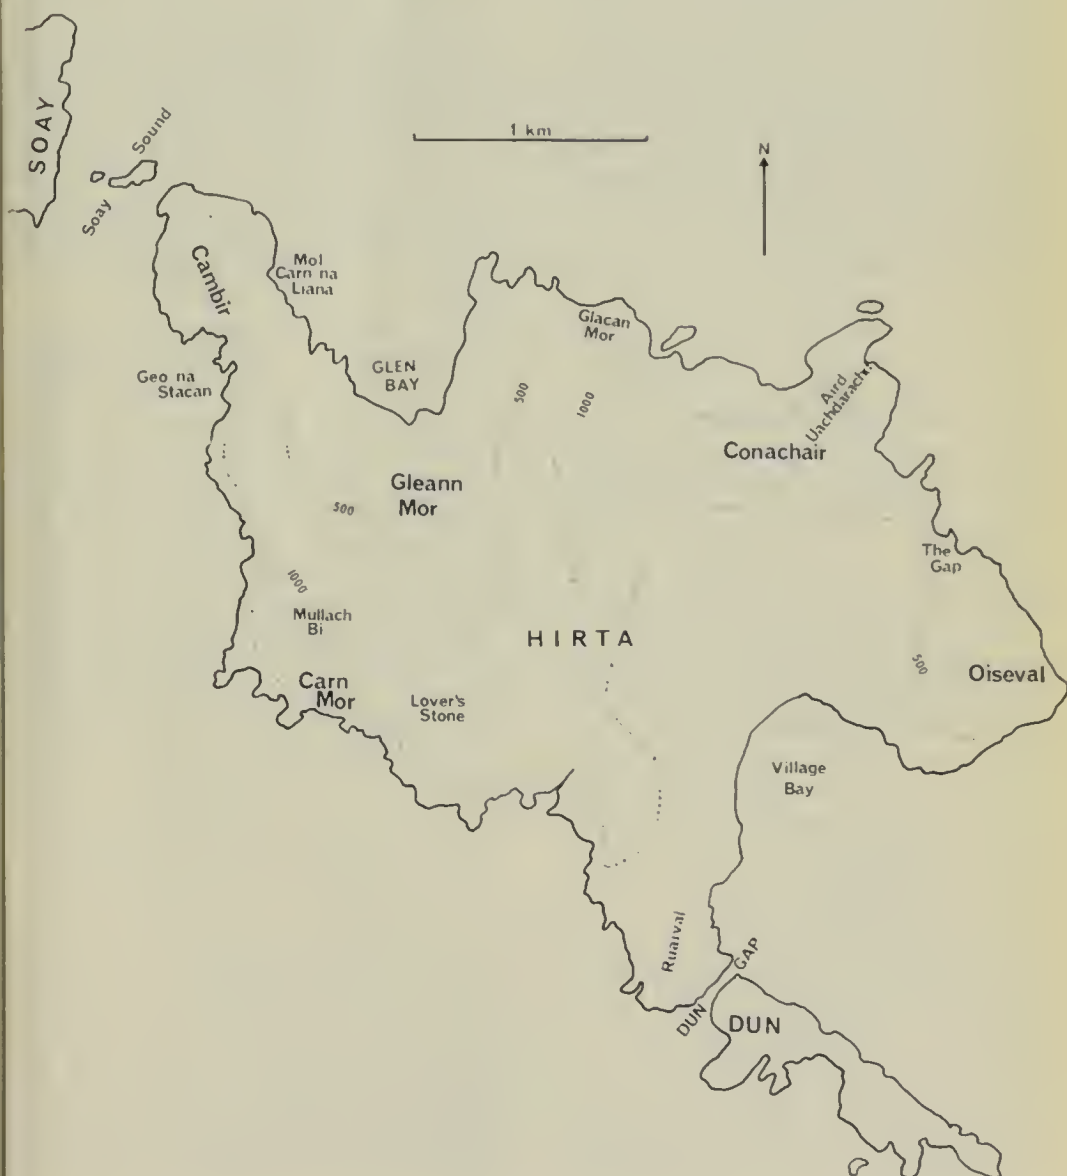 SOAY
Sound
Soay
1 km
N
Cambir
Mol
Carn na
Liana
Glacan
Mor
GLEN
BAY
Geo na
Stacan
500
1000
Aird
Uachdarachd
Conachair
Gleann
Mor
500
The
Gap
1000
Mullach
Bi
HIRTA
500
Oiseval
Carn
Mor
Lover's
Stone
Village
Bay
Ruaival
DUN GAP
DUN